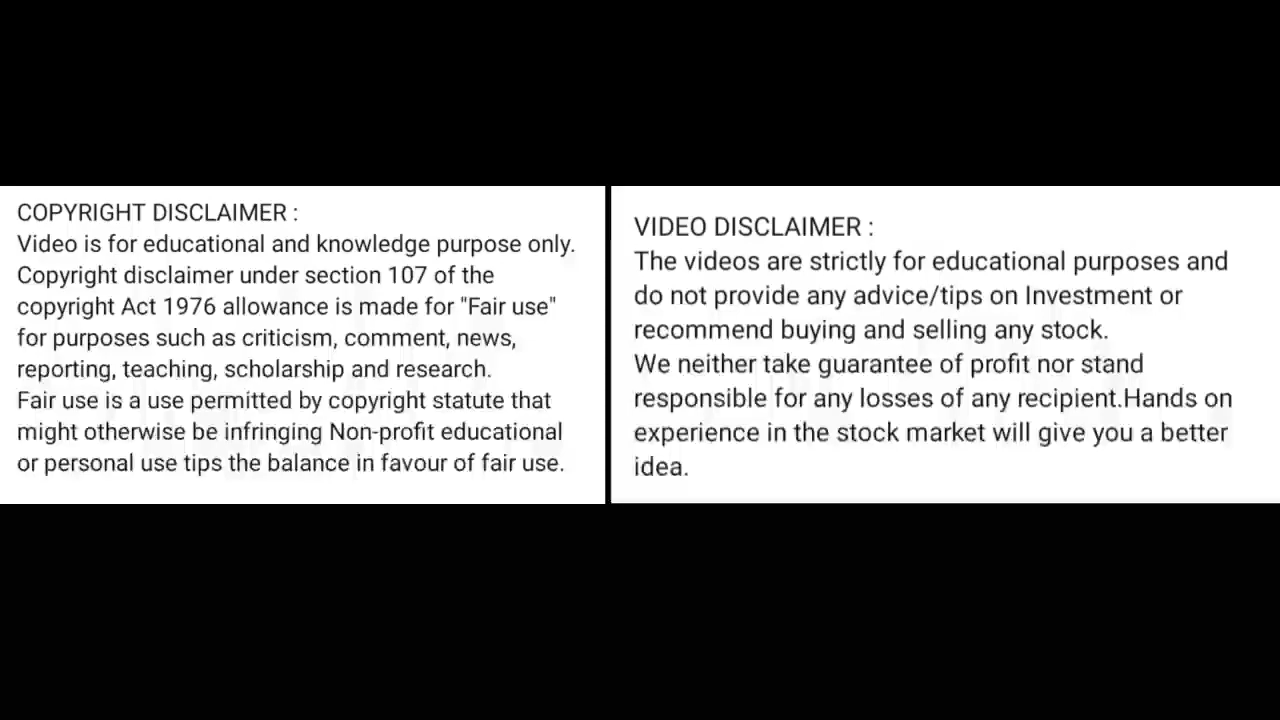 COPYRIGHT DISCLAIMER :
Video is for educational and knowledge purpose only.
Copyright disclaimer under section 107 of the
copyright Act 1976 allowance is made for "Fair use"
for purposes such as criticism, comment, news,
reporting, teaching, scholarship and research.
Fair use is a use permitted by copyright statute that
might otherwise be infringing Non-profit educational
or personal use tips the balance in favour of fair use.
VIDEO DISCLAIMER :
The videos are strictly for educational purposes and
do not provide any advice/tips on Investment or
recommend buying and selling any stock.
We neither take guarantee of profit nor stand
responsible for any losses of any recipient.Hands on
experience in the stock market will give you a better
idea.